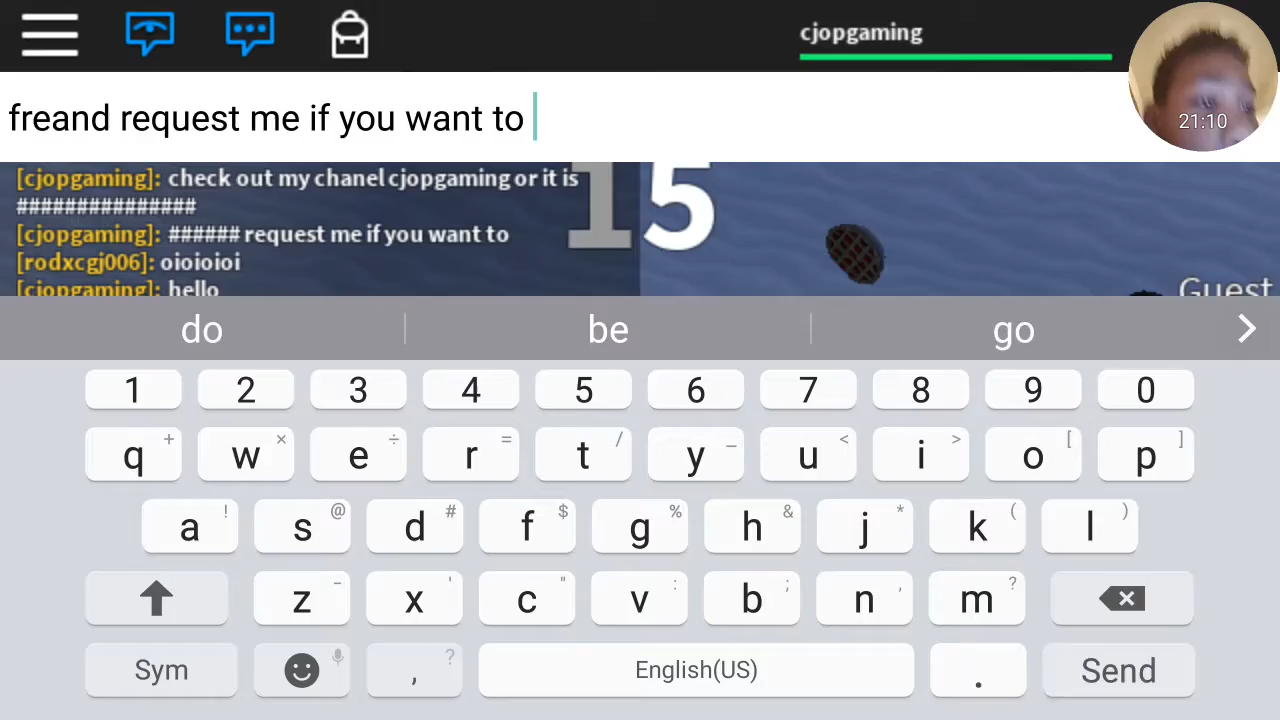 cjopgaming
21:10
freand request me if you want to
[cjopgaming]: check out my chanel cjopgaming or it is
###############
[cjopgaming]: ###### request me if you want to
[rodxcgj006]: oioioioi
[cjopgaming]: hello
15
Guest
do be go
1 2 3 4 5 6 7 8 9 0
q + w × e ÷ r = t / y _ u < i > o [ p ]
a ! s @ d # f $ g % h & j * k ( l )
z - x ' c " v : b ; n , m ?
Sym , ? English(US) . Send